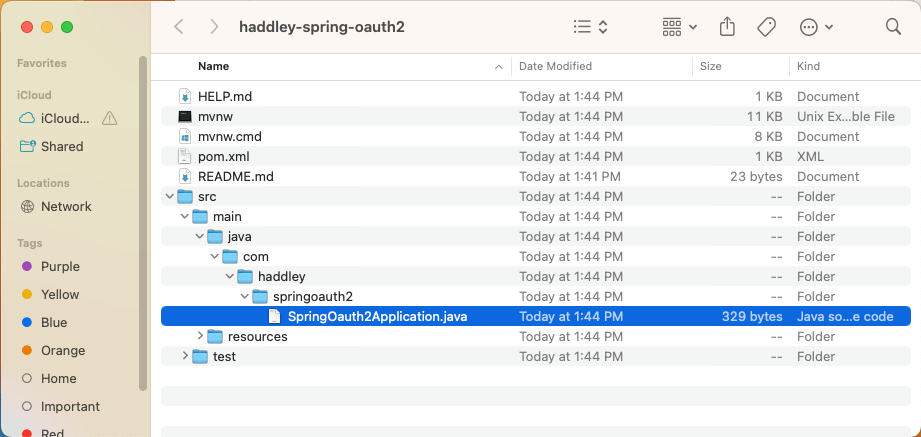 haddley-spring-oauth2
Favorites
iCloud
iCloud...
Shared
Locations
Network
Tags
Purple
Yellow
Blue
Orange
Home
Important
Red
Name Date Modified Size Kind
HELP.md Today at 1:44 PM 1 KB Document
mvnw Today at 1:44 PM 11 KB Unix Ex...ble File
mvnw.cmd Today at 1:44 PM 8 KB Document
pom.xml Today at 1:44 PM 1 KB XML
README.md Today at 1:41 PM 23 bytes Document
src Today at 1:44 PM -- Folder
main Today at 1:44 PM -- Folder
java Today at 1:44 PM -- Folder
com Today at 1:44 PM -- Folder
haddley Today at 1:44 PM -- Folder
springoauth2 Today at 1:44 PM -- Folder
SpringOauth2Application.java Today at 1:44 PM 329 bytes Java so...e code
resources Today at 1:44 PM -- Folder
test Today at 1:44 PM -- Folder